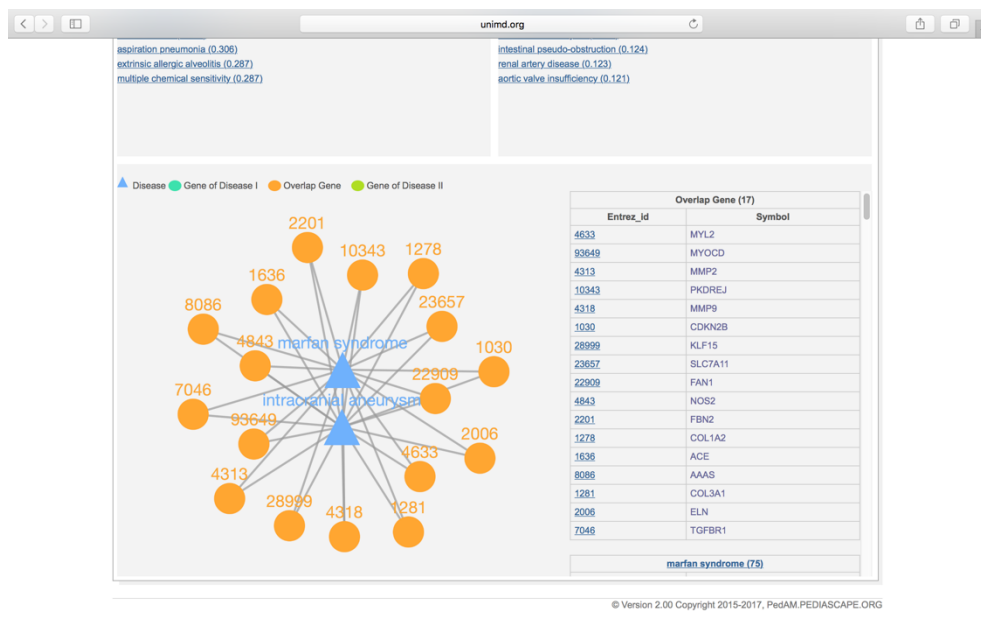 unimd.org
aspiration pneumonia (0.306)
extrinsic allergic alveolitis (0.287)
multiple chemical sensitivity (0.287)
intestinal pseudo-obstruction (0.124)
renal artery disease (0.123)
aortic valve insufficiency (0.121)
Disease Gene of Disease I Overlap Gene Gene of Disease II
2201
10343
1278
1636
23657
8086
4843
marfan syndrome
1030
22909
7046
intracranial aneurysm
93649
2006
4633
4313
28999
4318
1281
Overlap Gene (17)
Entrez_id Symbol
4633 MYL2
93649 MYOCD
4313 MMP2
10343 PKDREJ
4318 MMP9
1030 CDKN2B
28999 KLF15
23657 SLC7A11
22909 FAN1
4843 NOS2
2201 FBN2
1278 COL1A2
1636 ACE
8086 AAAS
1281 COL3A1
2006 ELN
7046 TGFBR1
marfan syndrome (75)
© Version 2.00 Copyright 2015-2017, PedAM.PEDIASCAPE.ORG